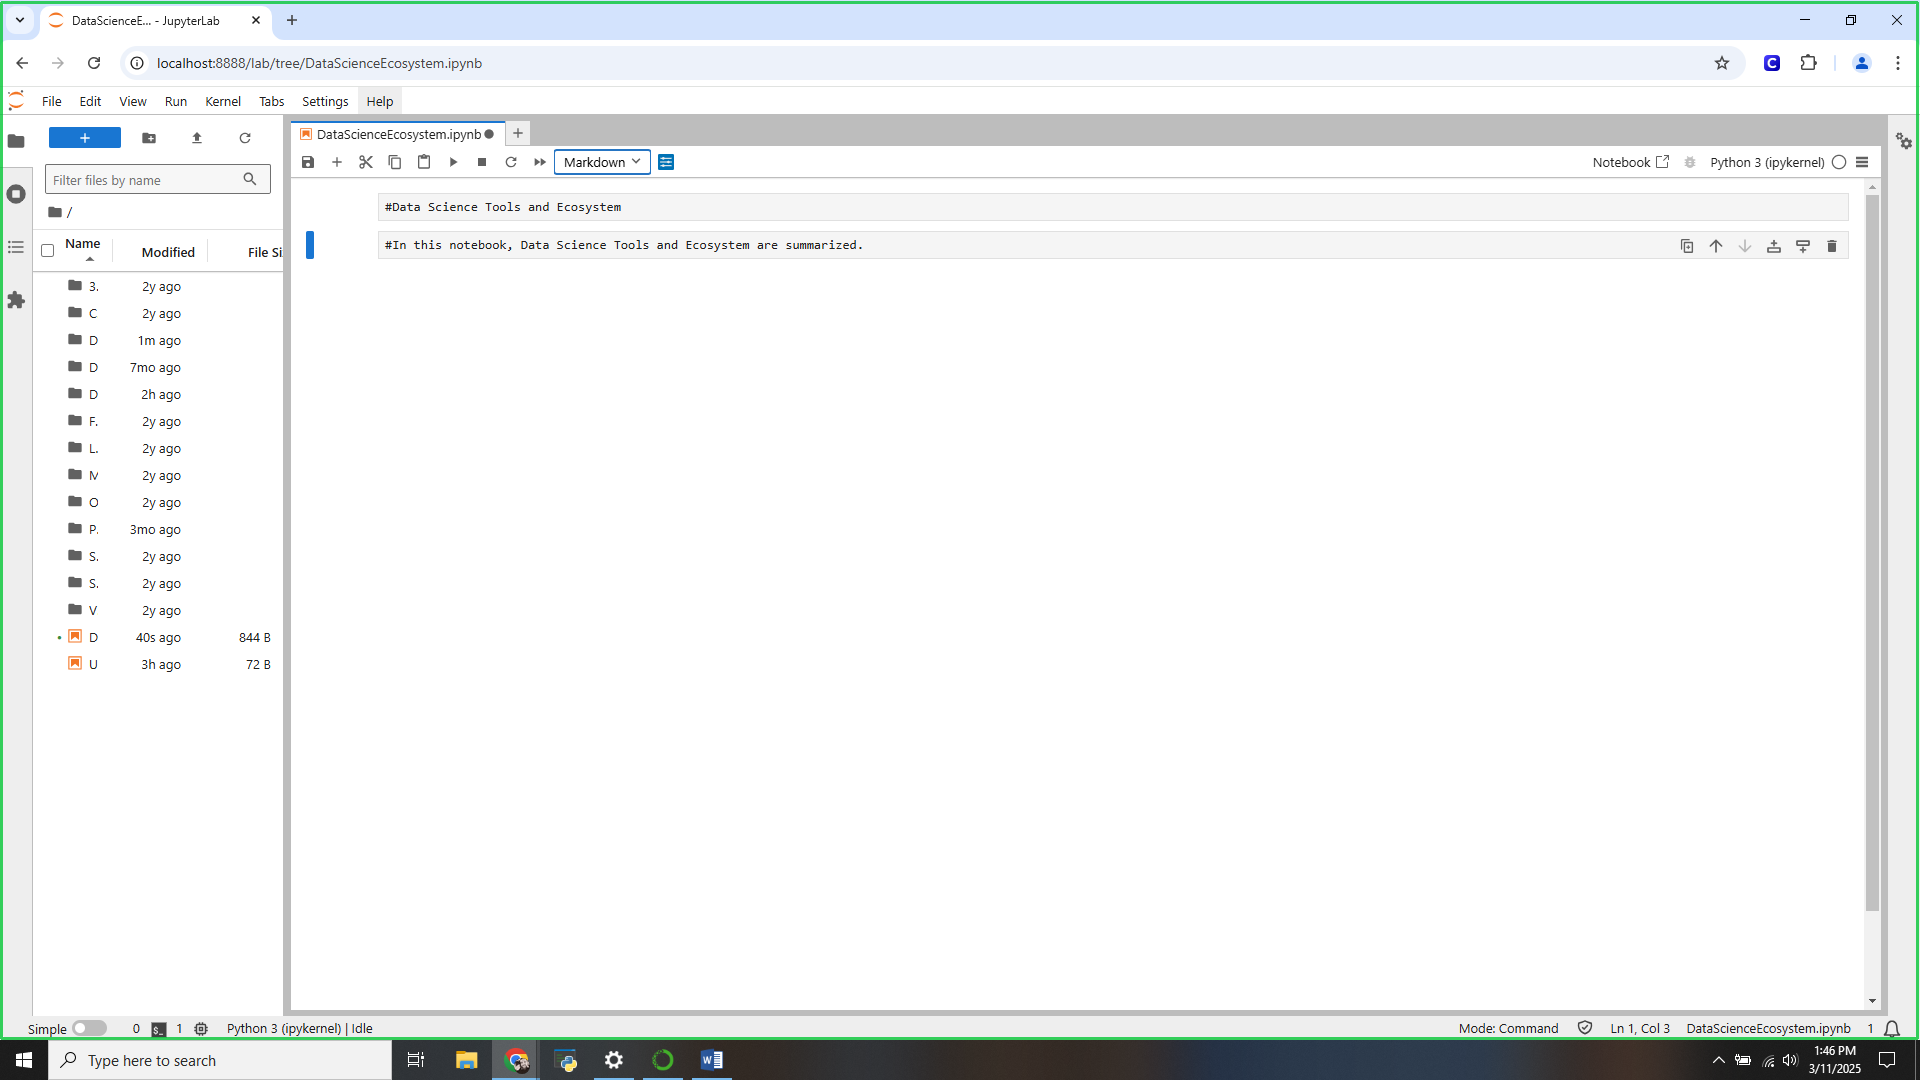 DataScienceE... - JupyterLab
localhost:8888/lab/tree/DataScienceEcosystem.ipynb
C
File Edit View Run Kernel Tabs Settings Help
+
DataScienceEcosystem.ipynb
Filter files by name
Markdown
Notebook
Python 3 (ipykernel)
/
Name Modified File Si
3. 2y ago
C 2y ago
D 1m ago
D 7mo ago
D 2h ago
F. 2y ago
L. 2y ago
M 2y ago
O 2y ago
P. 3mo ago
S. 2y ago
S. 2y ago
V 2y ago
D 40s ago 844 B
U 3h ago 72 B
#Data Science Tools and Ecosystem
#In this notebook, Data Science Tools and Ecosystem are summarized.
Simple 0 $_ 1 Python 3 (ipykernel) | Idle
Mode: Command Ln 1, Col 3 DataScienceEcosystem.ipynb 1
Type here to search
W
1:46 PM
3/11/2025